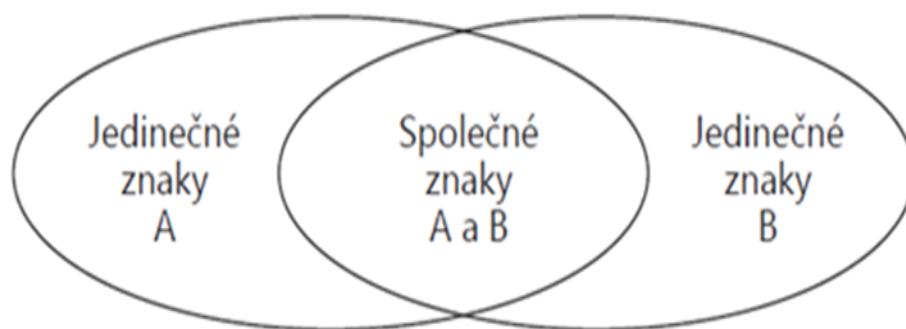 Jedinečné
znaky
A
Společné
znaky
A a B
Jedinečné
znaky
B